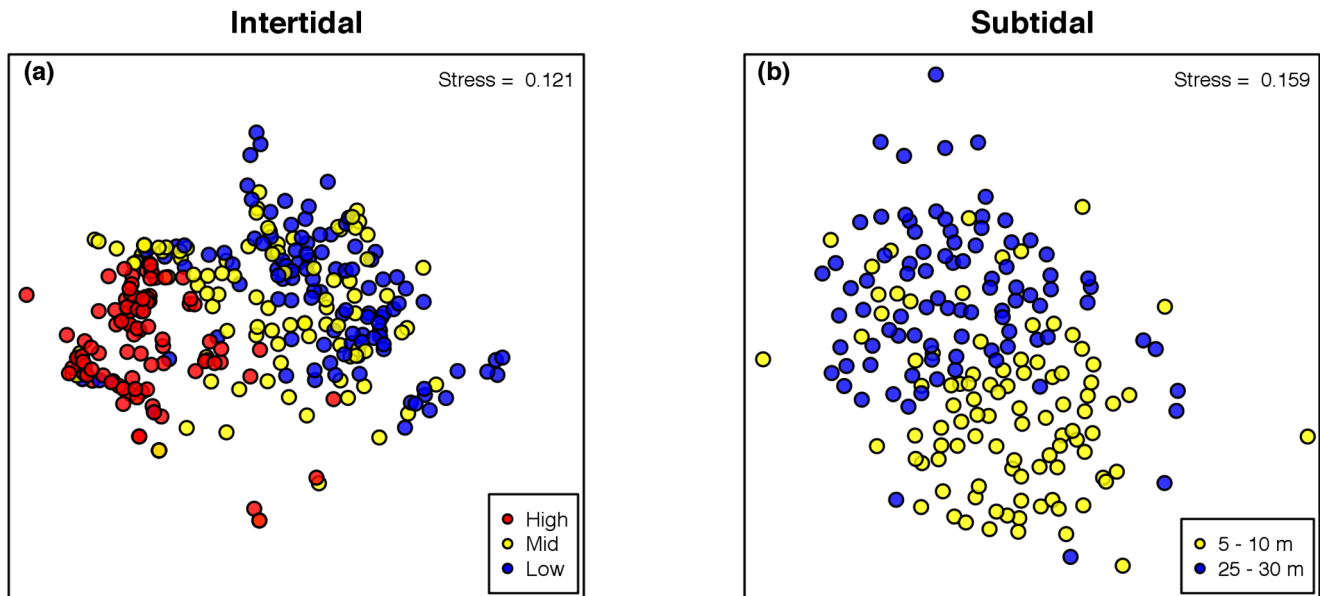 Intertidal
(a)
Stress = 0.121
High
Mid
Low
Subtidal
(b)
Stress = 0.159
5 - 10 m
25 - 30 m